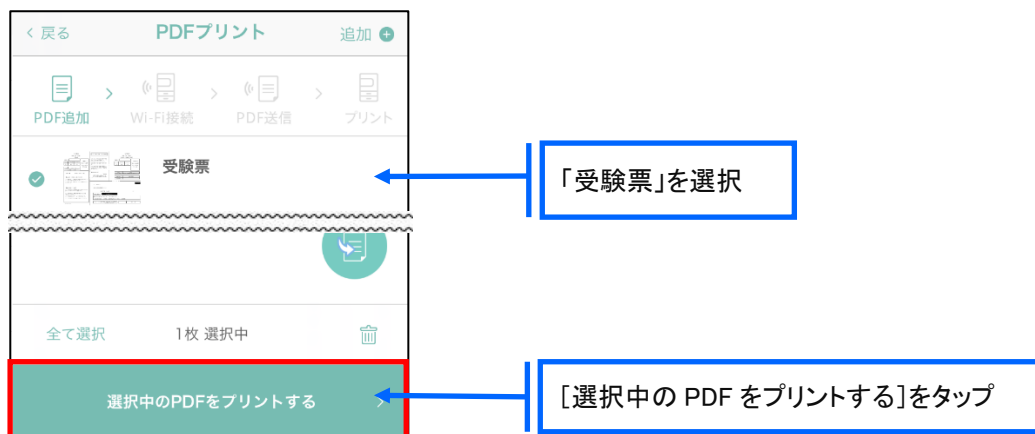 戻る PDFプリント 追加
PDF追加 Wi-Fi接続 PDF送信 プリント
受験票
「受験票」を選択
全て選択 1枚 選択中
選択中のPDFをプリントする
[選択中の PDF をプリントする]をタップ